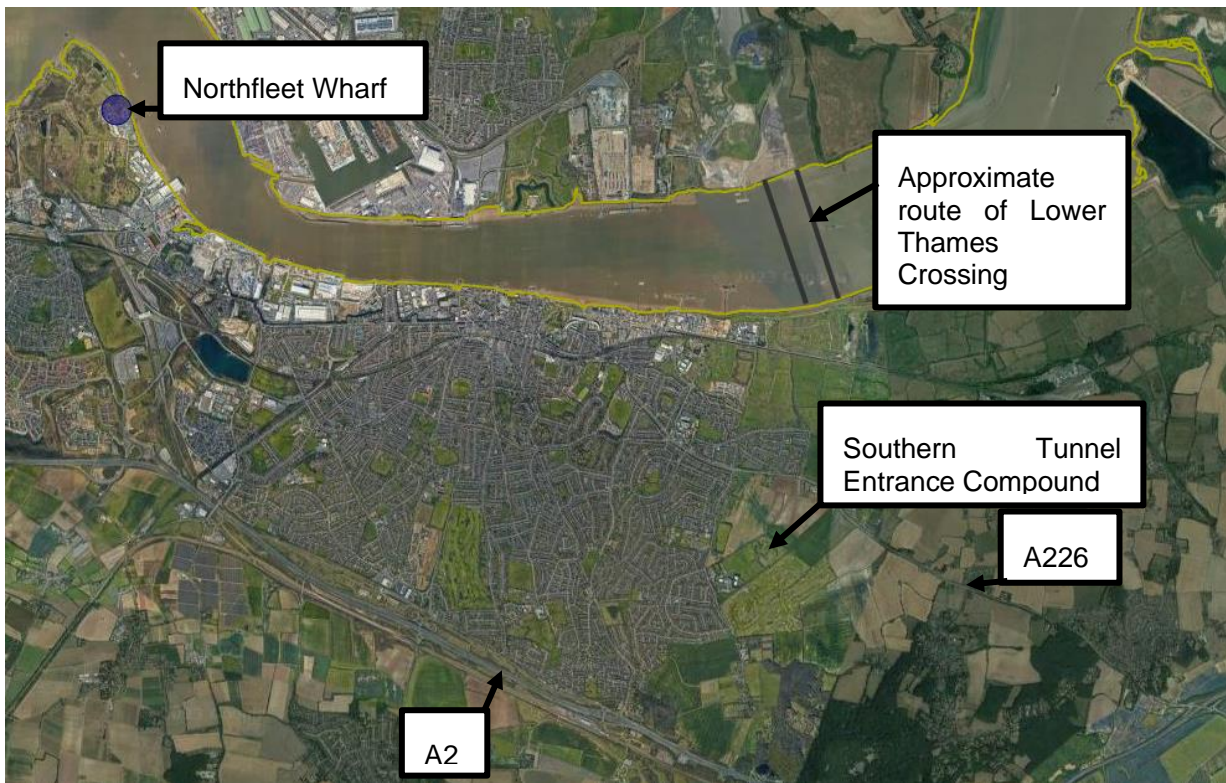 Northfleet Wharf
Approximate
route of Lower
Thames
Crossing
Southern Tunnel
Entrance Compound
A226
A2